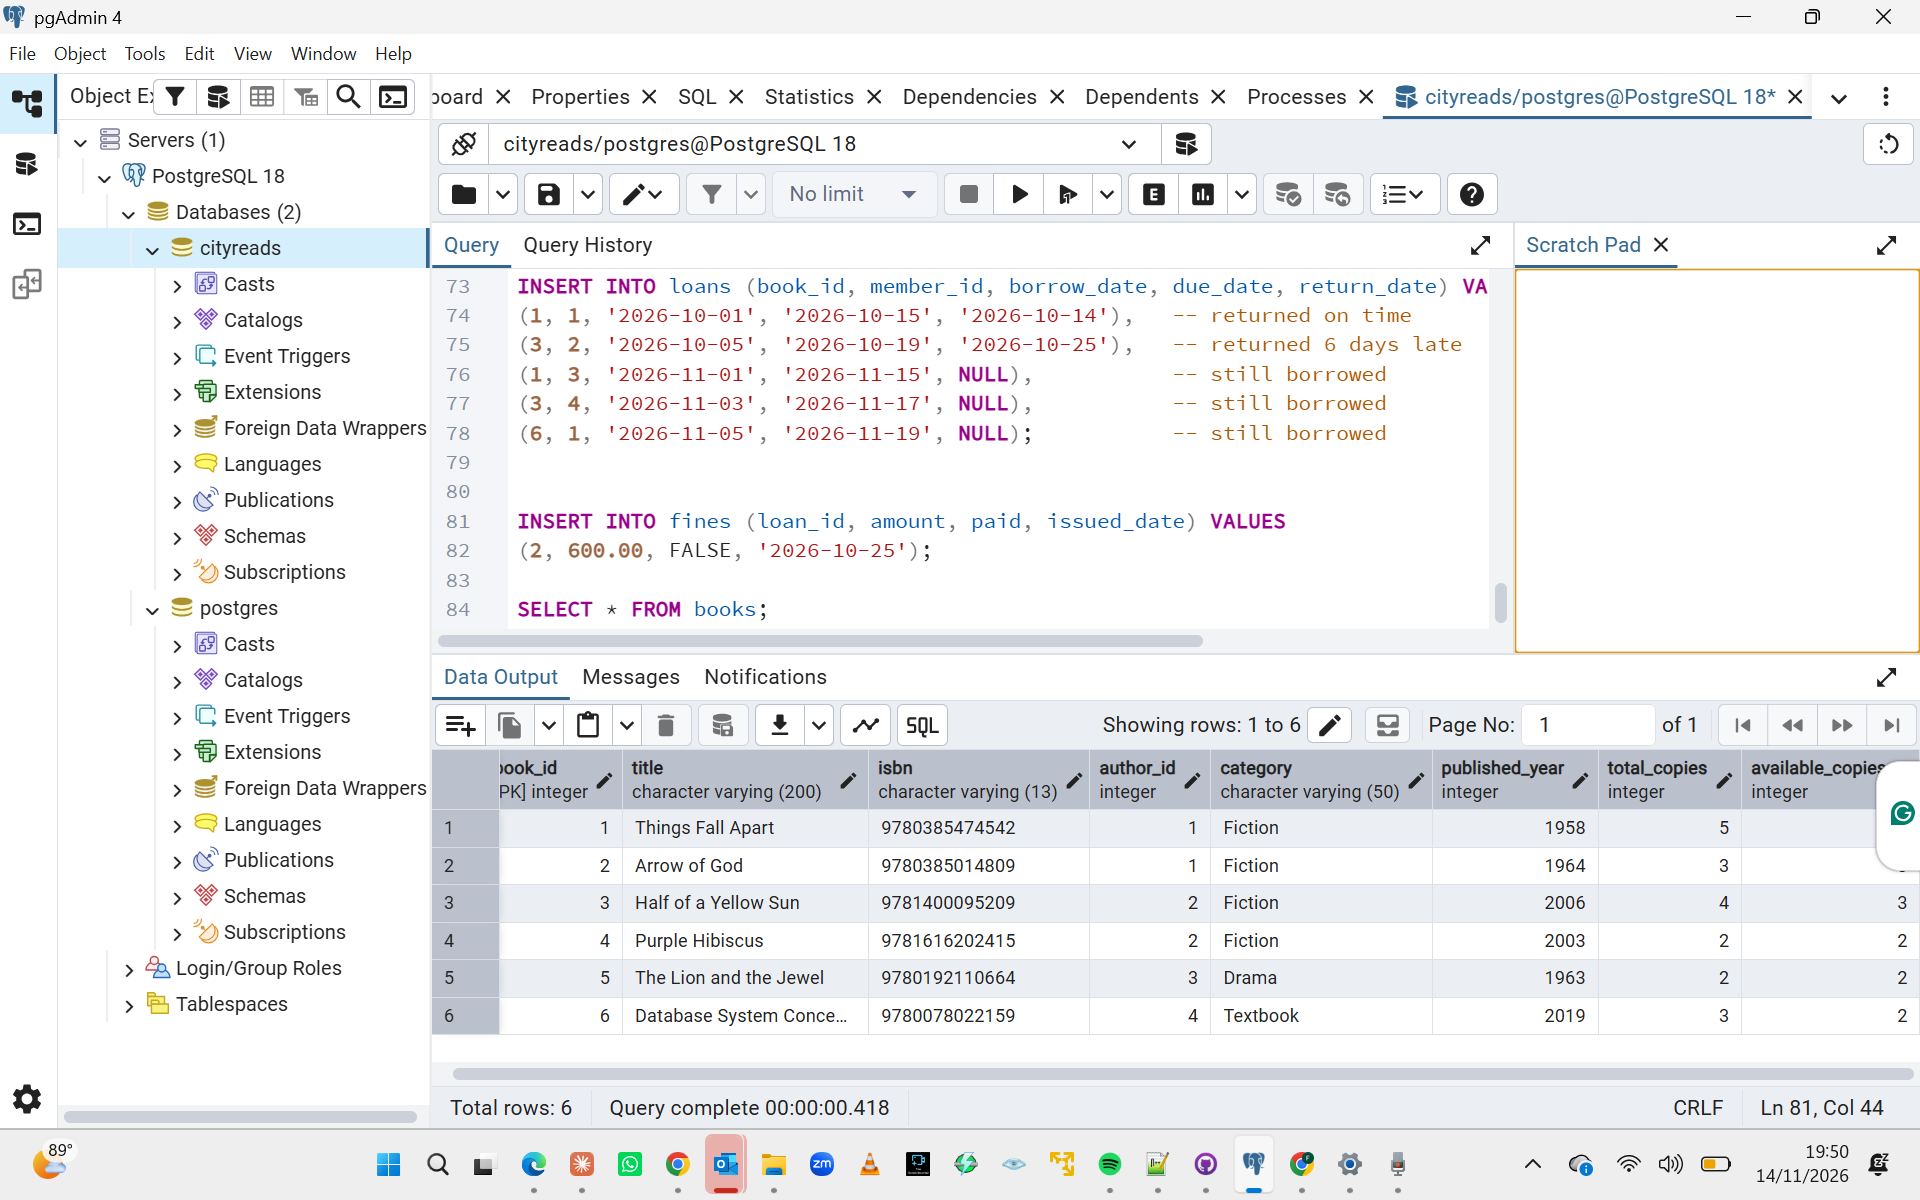 pgAdmin 4
File Object Tools Edit View Window Help
Object Ex
board Properties SQL Statistics Dependencies Dependents Processes cityreads/postgres@PostgreSQL 18*
Servers (1)
PostgreSQL 18
Databases (2)
cityreads
Casts
Catalogs
Event Triggers
Extensions
Foreign Data Wrappers
Languages
Publications
Schemas
Subscriptions
postgres
Casts
Catalogs
Event Triggers
Extensions
Foreign Data Wrappers
Languages
Publications
Schemas
Subscriptions
Login/Group Roles
Tablespaces
cityreads/postgres@PostgreSQL 18
No limit
E
Query Query History
Scratch Pad
73 INSERT INTO loans (book_id, member_id, borrow_date, due_date, return_date) VA
74 (1, 1, '2026-10-01', '2026-10-15', '2026-10-14'), -- returned on time
75 (3, 2, '2026-10-05', '2026-10-19', '2026-10-25'), -- returned 6 days late
76 (1, 3, '2026-11-01', '2026-11-15', NULL), -- still borrowed
77 (3, 4, '2026-11-03', '2026-11-17', NULL), -- still borrowed
78 (6, 1, '2026-11-05', '2026-11-19', NULL); -- still borrowed
79
80
81 INSERT INTO fines (loan_id, amount, paid, issued_date) VALUES
82 (2, 600.00, FALSE, '2026-10-25');
83
84 SELECT * FROM books;
Data Output Messages Notifications
SQL Showing rows: 1 to 6 Page No: 1 of 1
book_id title isbn author_id category published_year total_copies available_copies
[PK] integer character varying (200) character varying (13) integer character varying (50) integer integer integer
1 1 Things Fall Apart 9780385474542 1 Fiction 1958 5
2 2 Arrow of God 9780385014809 1 Fiction 1964 3
3 3 Half of a Yellow Sun 9781400095209 2 Fiction 2006 4 3
4 4 Purple Hibiscus 9781616202415 2 Fiction 2003 2 2
5 5 The Lion and the Jewel 9780192110664 3 Drama 1963 2 2
6 6 Database System Conce... 9780078022159 4 Textbook 2019 3 2
Total rows: 6 Query complete 00:00:00.418 CRLF Ln 81, Col 44
89°
zm
19:50
14/11/2026